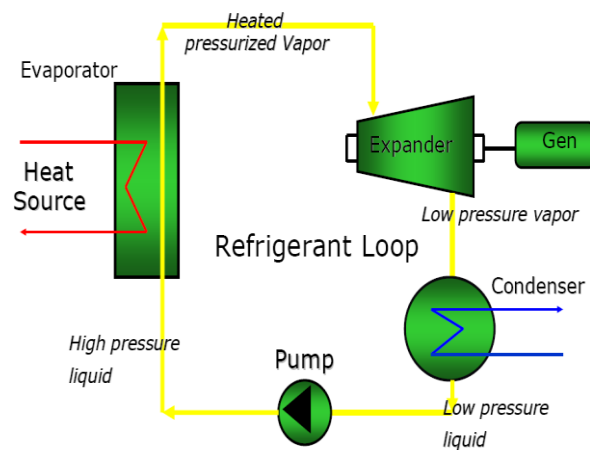 Heated
pressurized Vapor
Evaporator
Expander
Gen
Heat
Source
Low pressure vapor
Refrigerant Loop
Condenser
High pressure
liquid
Pump
Low pressure
liquid